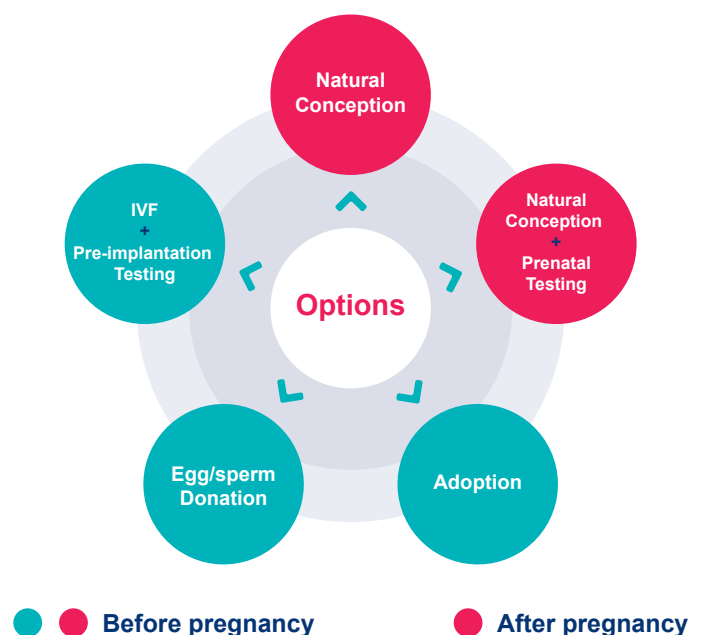 Natural
Conception
Natural
Conception
+
Prenatal
Testing
IVF
+
Pre-implantation
Testing
Options
Egg/sperm
Donation
Adoption
Before pregnancy
After pregnancy